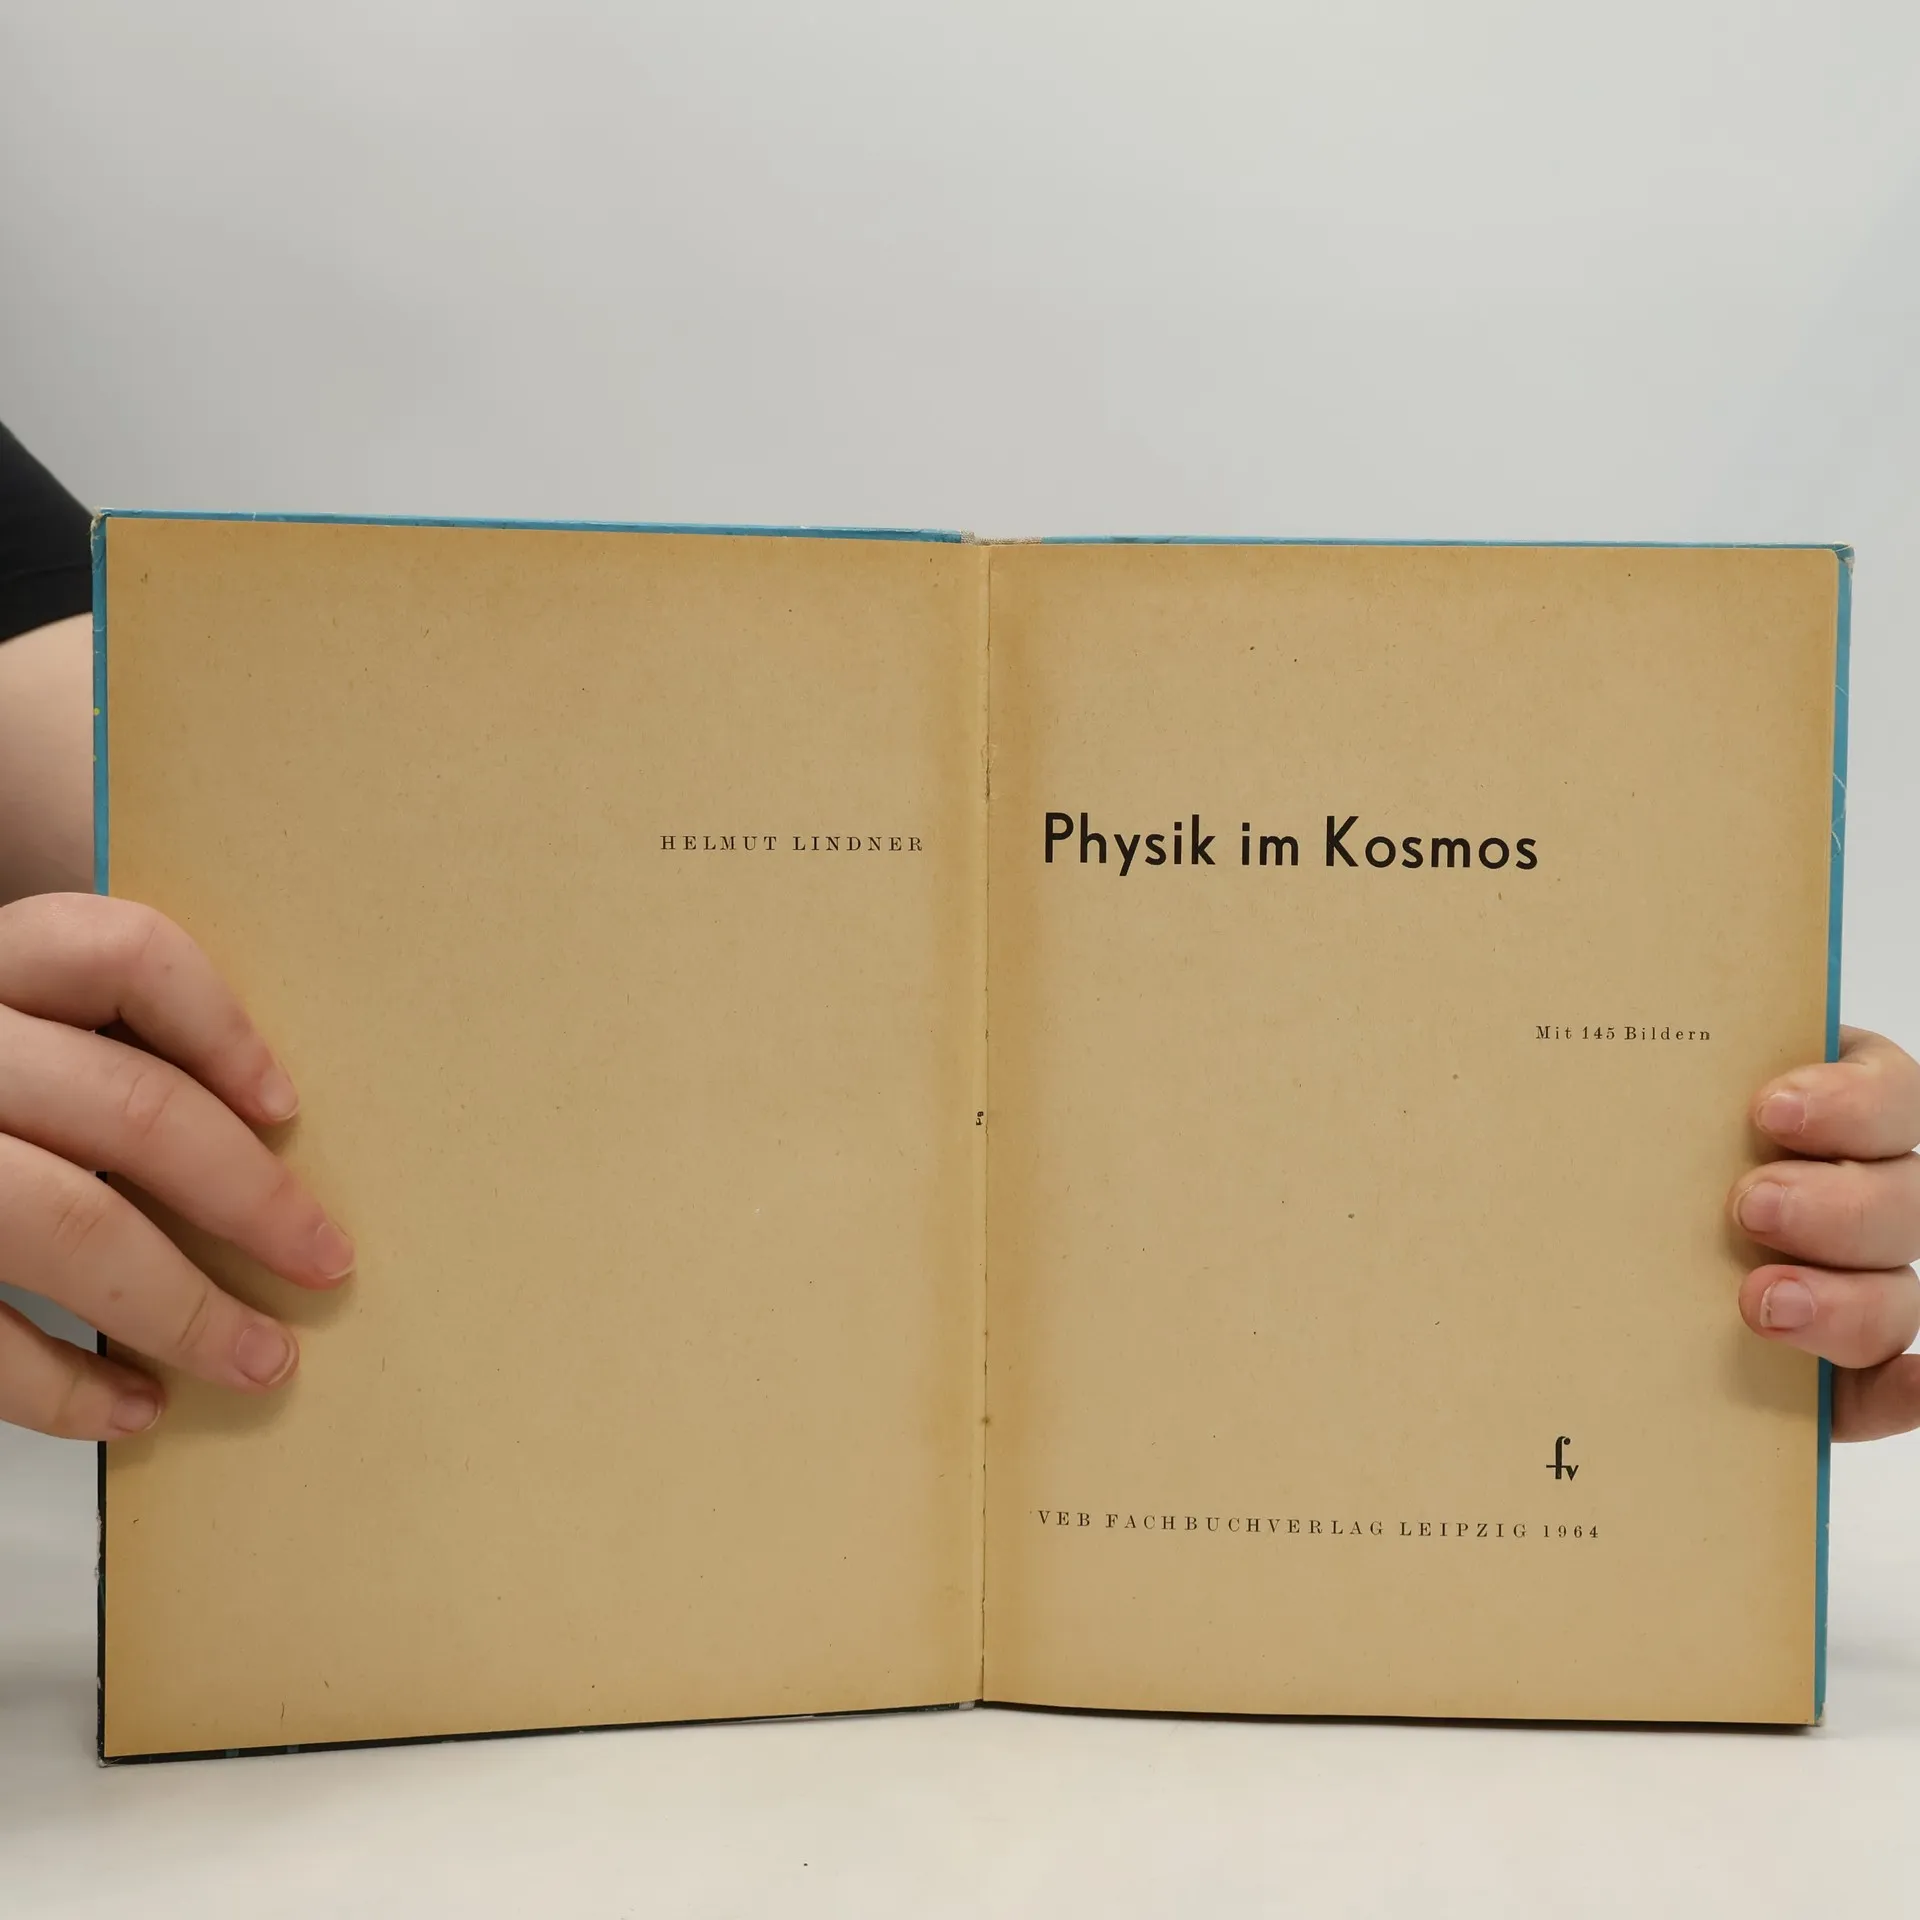 HELMUT LINDNER
Physik im Kosmos
Mit 145 Bildern
fv
VEB FACHBUCHVERLAG LEIPZIG 1964